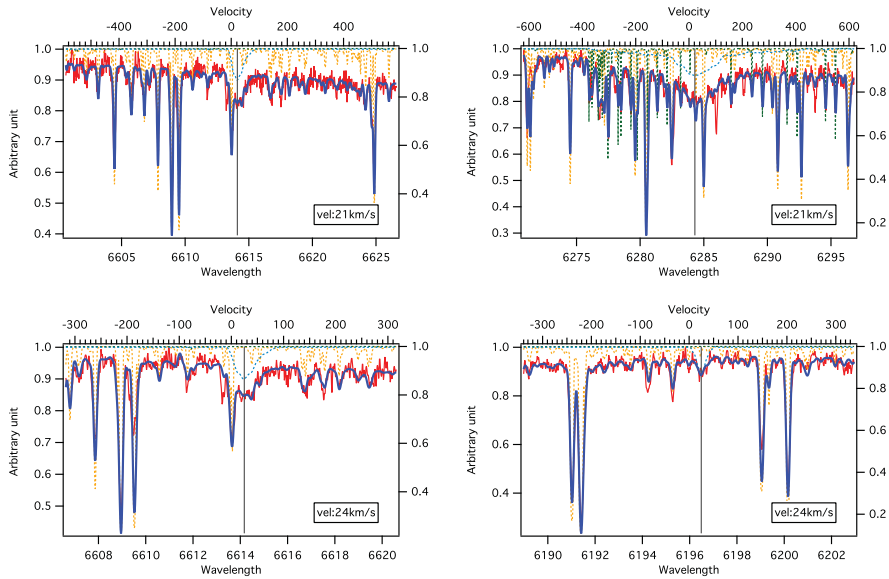 Velocity
-400 -200 0 200 400
1.0 0.9 0.8 0.7 0.6 0.5 0.4
1.0 0.8 0.6 0.4
Arbitrary unit
vel:21km/s
6605 6610 6615 6620 6625
Wavelength
Velocity
-600 -400 -200 0 200 400 600
1.0 0.9 0.8 0.7 0.6 0.5 0.4 0.3
1.0 0.8 0.6 0.4 0.2
Arbitrary unit
vel:21km/s
6275 6280 6285 6290 6295
Wavelength
Velocity
-300 -200 -100 0 100 200 300
1.0 0.9 0.8 0.7 0.6 0.5
1.0 0.8 0.6 0.4
Arbitrary unit
vel:24km/s
6608 6610 6612 6614 6616 6618 6620
Wavelength
Velocity
-300 -200 -100 0 100 200 300
1.0 0.8 0.6 0.4
1.0 0.8 0.6 0.4 0.2
Arbitrary unit
vel:24km/s
6190 6192 6194 6196 6198 6200 6202
Wavelength